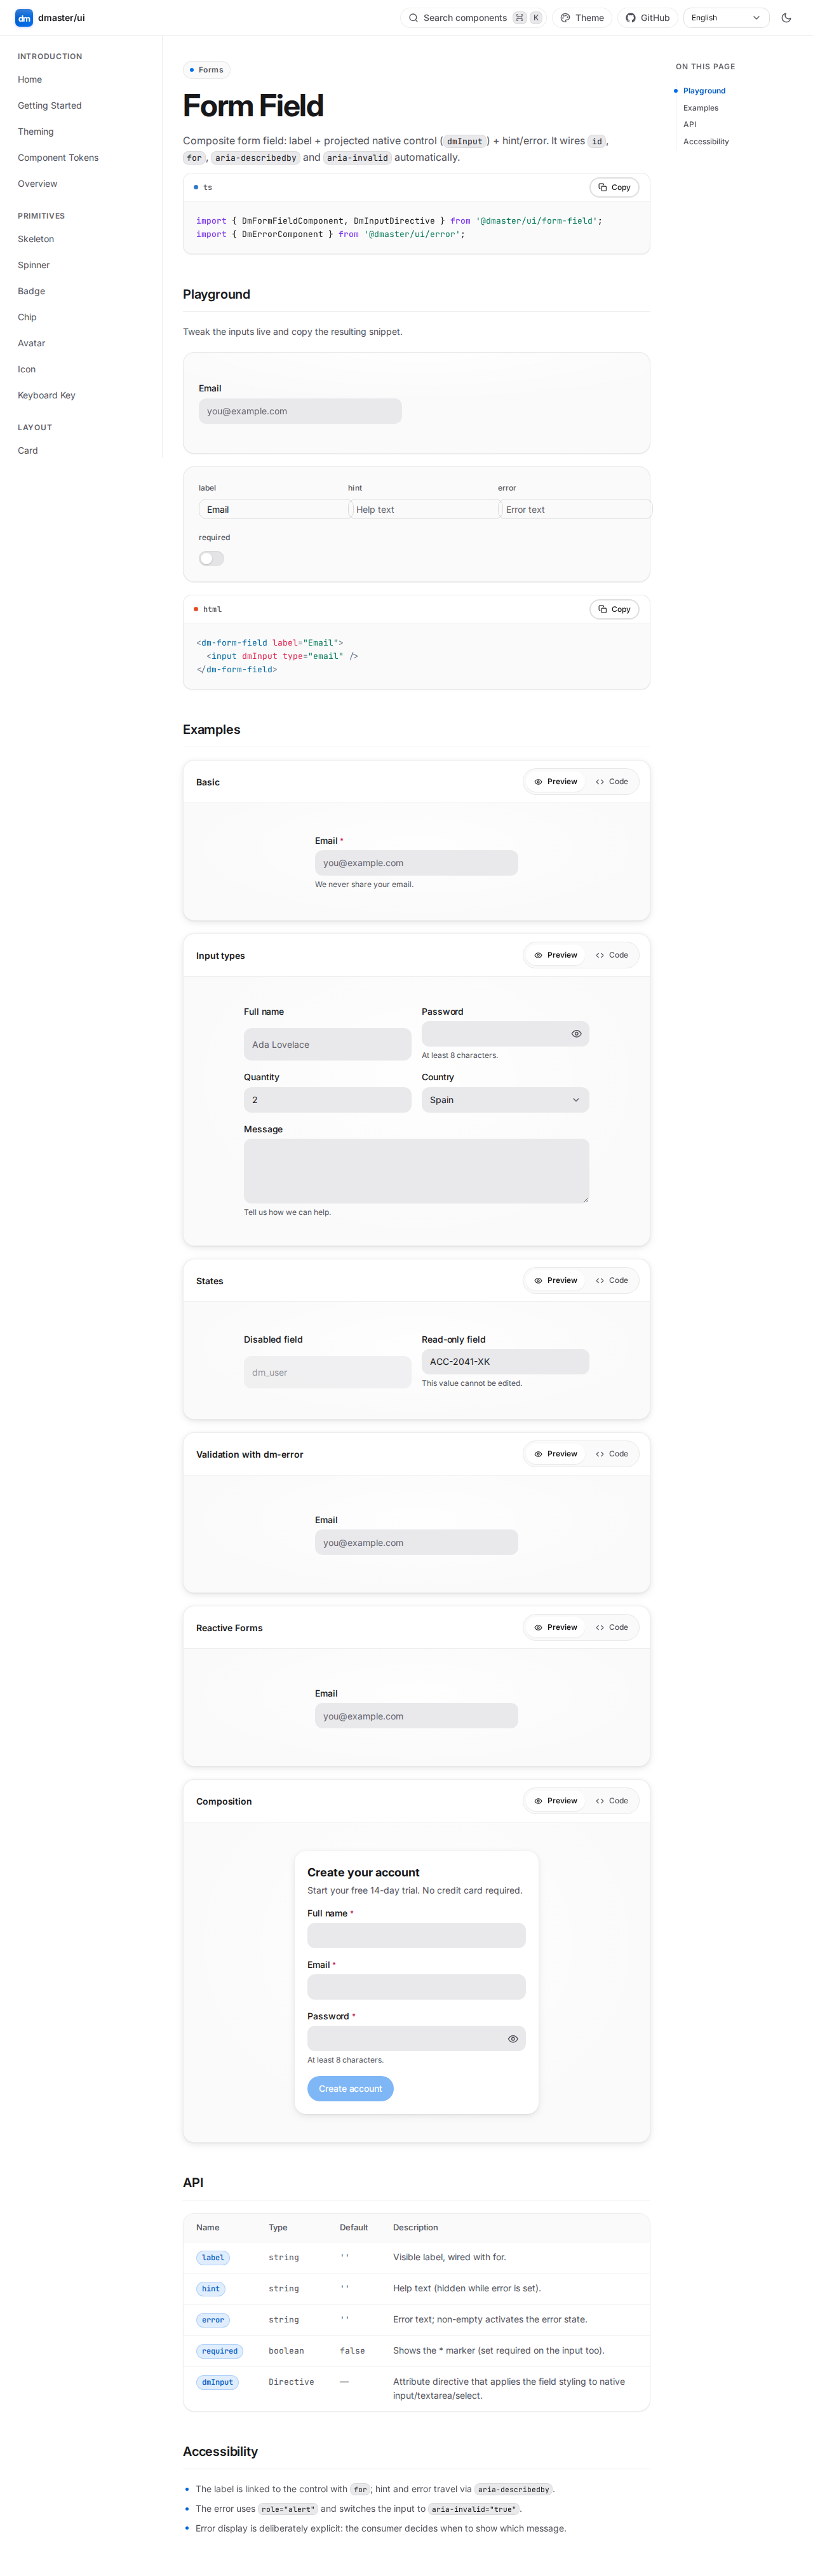 dm dmaster/ui
Search components ⌘ K
Theme
GitHub
English
INTRODUCTION
Home
Getting Started
Theming
Component Tokens
Overview
PRIMITIVES
Skeleton
Spinner
Badge
Chip
Avatar
Icon
Keyboard Key
LAYOUT
Card
Forms
Form Field
Composite form field: label + projected native control (dmInput) + hint/error. It wires id,
for, aria-describedby and aria-invalid automatically.
ts
Copy
import { DmFormFieldComponent, DmInputDirective } from '@dmaster/ui/form-field';
import { DmErrorComponent } from '@dmaster/ui/error';
Playground
Tweak the inputs live and copy the resulting snippet.
Email
you@example.com
label hint error
Email Help text Error text
required
html
Copy
<dm-form-field label="Email">
<input dmInput type="email" />
</dm-form-field>
Examples
Basic
Preview Code
Email *
you@example.com
We never share your email.
Input types
Preview Code
Full name Password
Ada Lovelace
At least 8 characters.
Quantity Country
2 Spain
Message
Tell us how we can help.
States
Preview Code
Disabled field Read-only field
dm_user ACC-2041-XK
This value cannot be edited.
Validation with dm-error
Preview Code
Email
you@example.com
Reactive Forms
Preview Code
Email
you@example.com
Composition
Preview Code
Create your account
Start your free 14-day trial. No credit card required.
Full name *
Email *
Password *
At least 8 characters.
Create account
API
Name Type Default Description
label string '' Visible label, wired with for.
hint string '' Help text (hidden while error is set).
error string '' Error text; non-empty activates the error state.
required boolean false Shows the * marker (set required on the input too).
dmInput Directive — Attribute directive that applies the field styling to native
input/textarea/select.
Accessibility
The label is linked to the control with for; hint and error travel via aria-describedby.
The error uses role="alert" and switches the input to aria-invalid="true".
Error display is deliberately explicit: the consumer decides when to show which message.
ON THIS PAGE
Playground
Examples
API
Accessibility